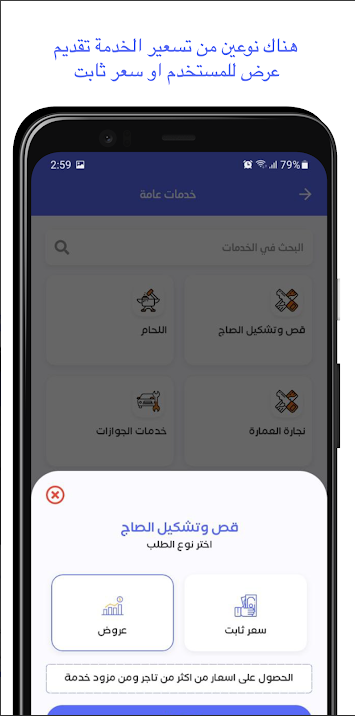 هناك نوعين من تسعير الخدمة تقديم
عرض للمستخدم او سعر ثابت
2:59 79%
خدمات عامة
البحث في الخدمات
قص وتشكيل الصاج
اللحام
نجارة العمارة
خدمات الجوازات
قص وتشكيل الصاج
اختر نوع الطلب
سعر ثابت
عروض
الحصول على اسعار من اكثر من تاجر ومن مزود خدمة